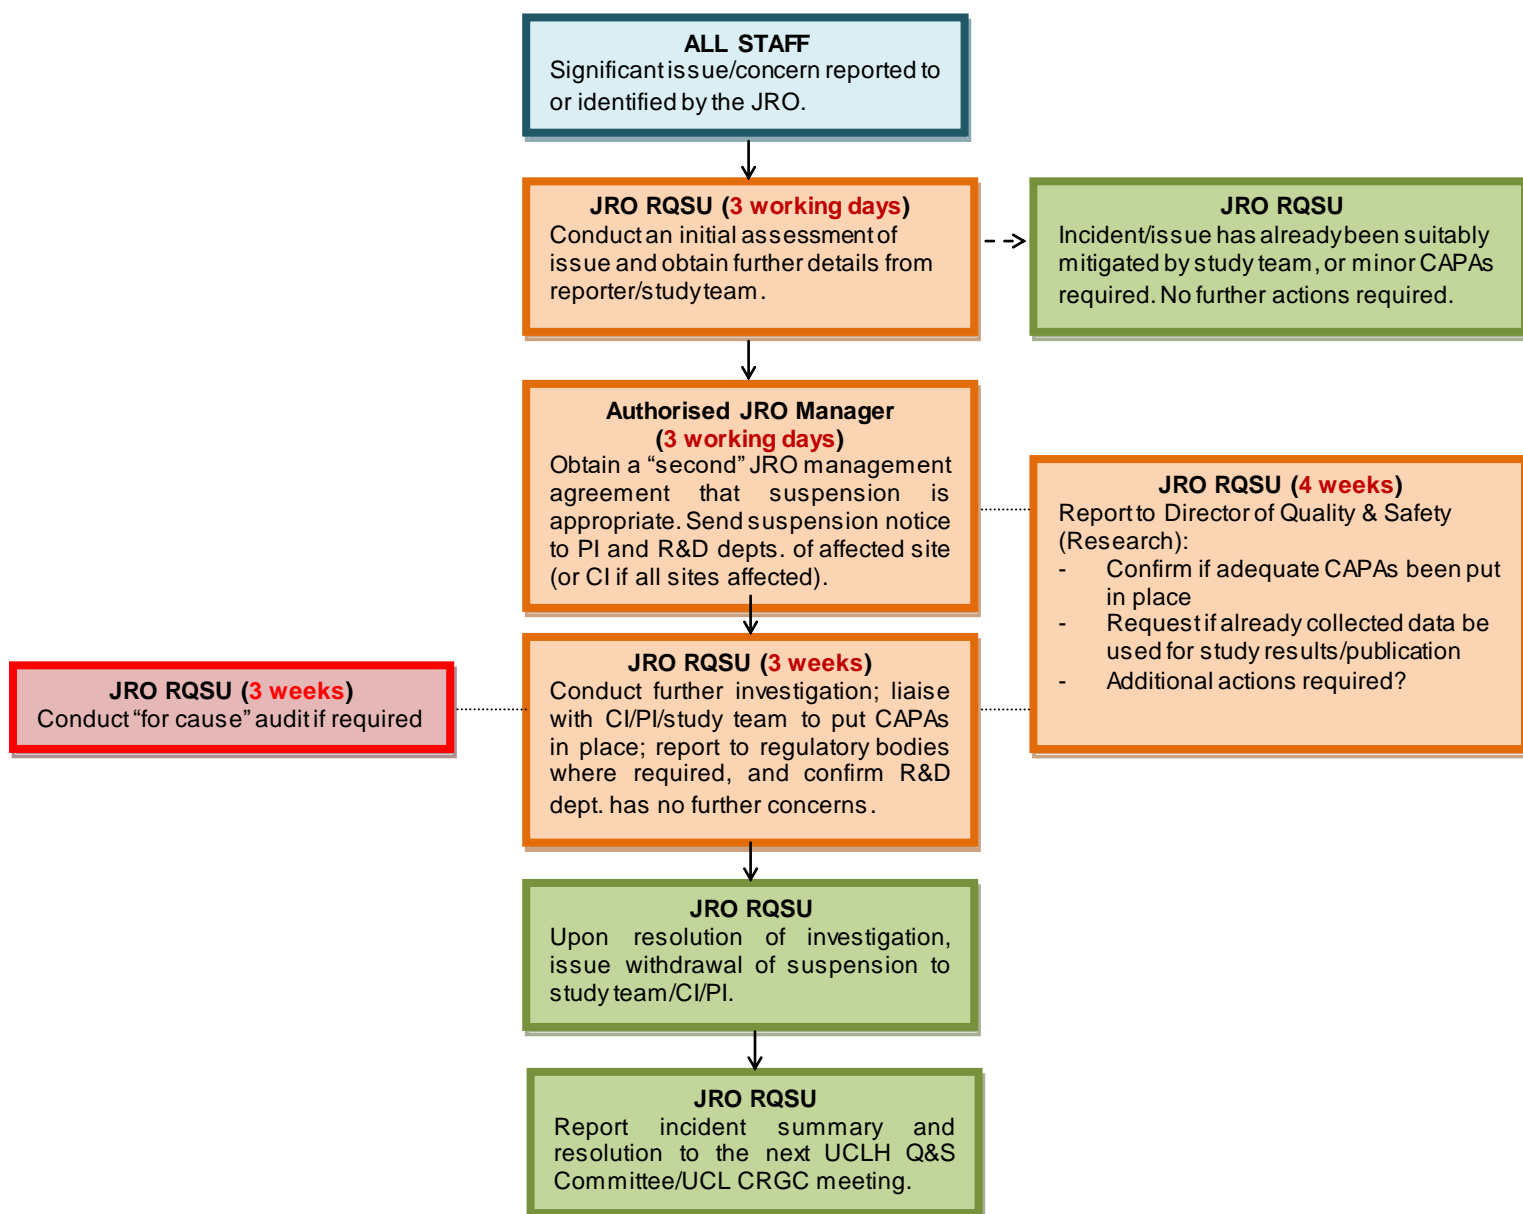 ALL STAFF
Significant issue/concern reported to
or identified by the JRO.
JRO RQSU (3 working days)
Conduct an initial assessment of
issue and obtain further details from
reporter/study team.
JRO RQSU
Incident/issue has already been suitably
mitigated by study team, or minor CAPAs
required. No further actions required.
Authorised JRO Manager
(3 working days)
Obtain a “second” JRO management
agreement that suspension is
appropriate. Send suspension notice
to PI and R&D depts. of affected site
(or CI if all sites affected).
JRO RQSU (4 weeks)
Report to Director of Quality & Safety
(Research):
- Confirm if adequate CAPAs been put
in place
- Request if already collected data be
used for study results/publication
- Additional actions required?
JRO RQSU (3 weeks)
Conduct “for cause” audit if required
JRO RQSU (3 weeks)
Conduct further investigation; liaise
with CI/PI/study team to put CAPAs
in place; report to regulatory bodies
where required, and confirm R&D
dept. has no further concerns.
JRO RQSU
Upon resolution of investigation,
issue withdrawal of suspension to
study team/CI/PI.
JRO RQSU
Report incident summary and
resolution to the next UCLH Q&S
Committee/UCL CRGC meeting.